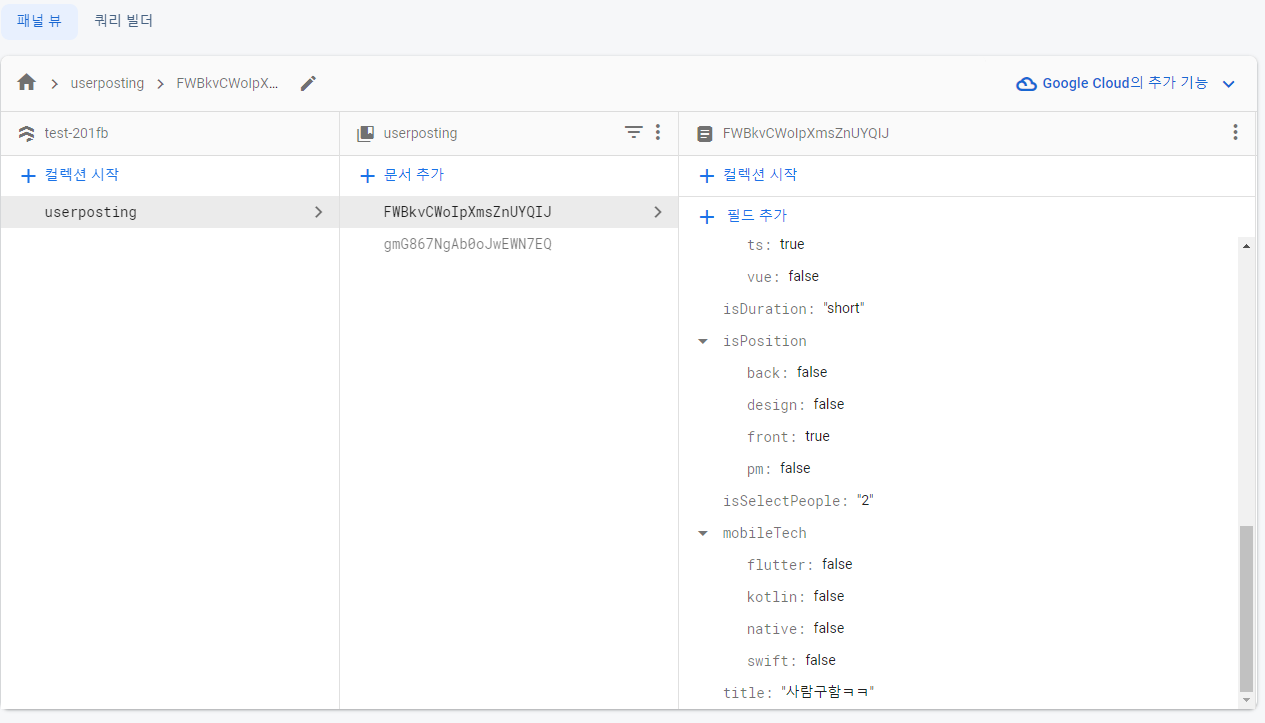 패널 뷰 쿼리 빌더
userposting FWBkvCWoIpX... Google Cloud의 추가 기능
test-201fb userposting FWBkvCWoIpXmsZnUYQIJ
컬렉션 시작 문서 추가 컬렉션 시작
userposting FWBkvCWoIpXmsZnUYQIJ 필드 추가
gmG867NgAb0oJwEWN7EQ
ts: true
vue: false
isDuration: "short"
isPosition
back: false
design: false
front: true
pm: false
isSelectPeople: "2"
mobileTech
flutter: false
kotlin: false
native: false
swift: false
title: "사람구함ㅋㅋ"